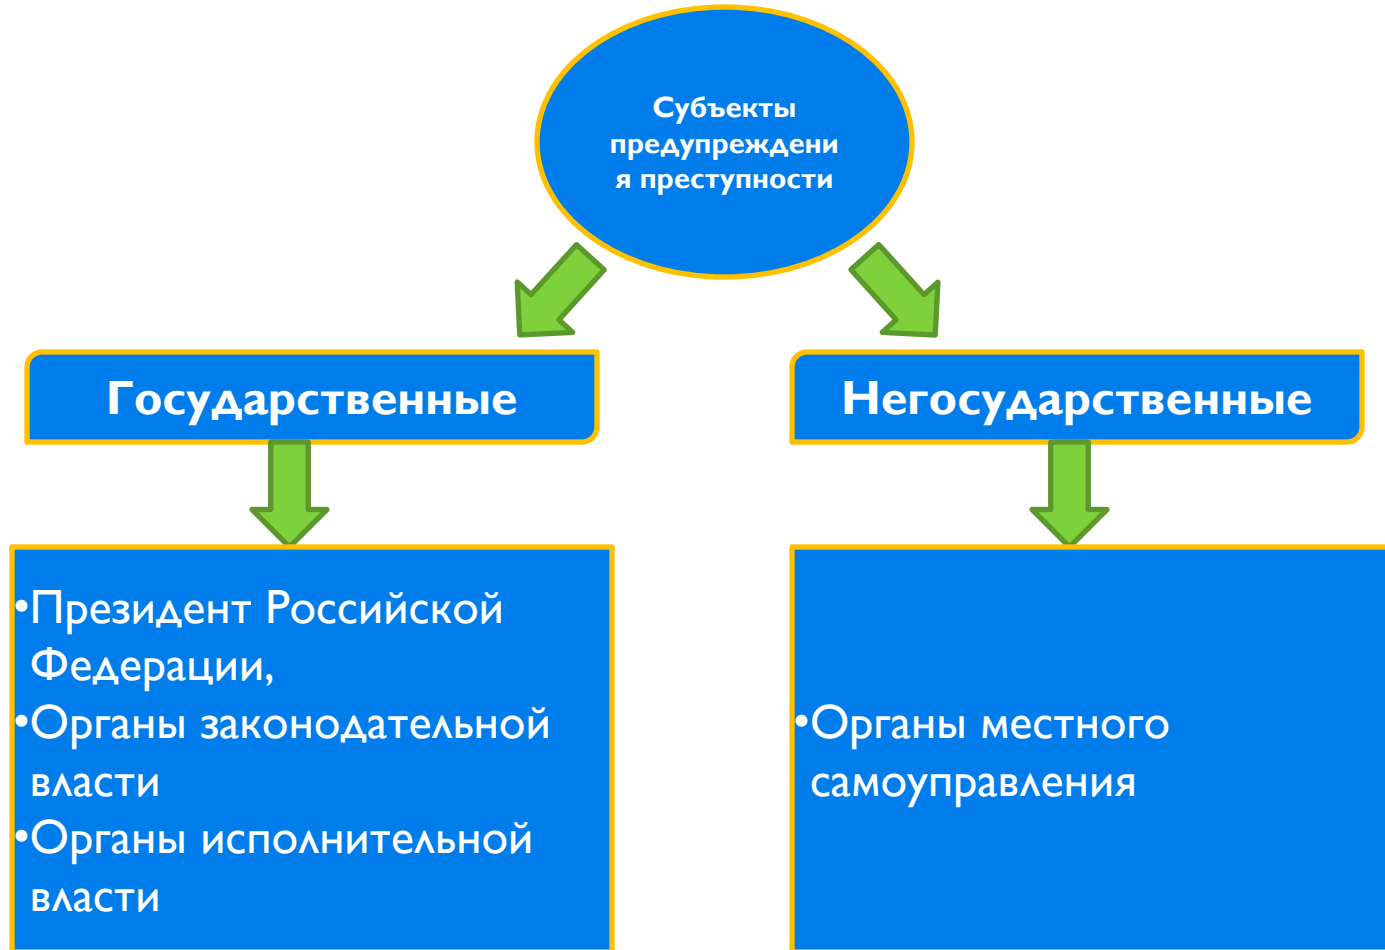 Субъекты
предупреждени
я преступности
Государственные
Негосударственные
•Президент Российской
Федерации,
•Органы законодательной
власти
•Органы исполнительной
власти
•Органы местного
самоуправления